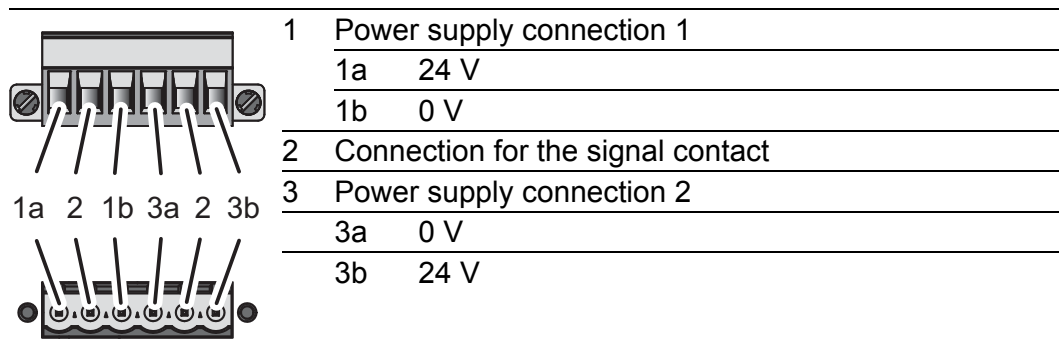 1 Power supply connection 1
1a 24 V
1b 0 V
2 Connection for the signal contact
3 Power supply connection 2
3a 0 V
3b 24 V
1a 2 1b 3a 2 3b